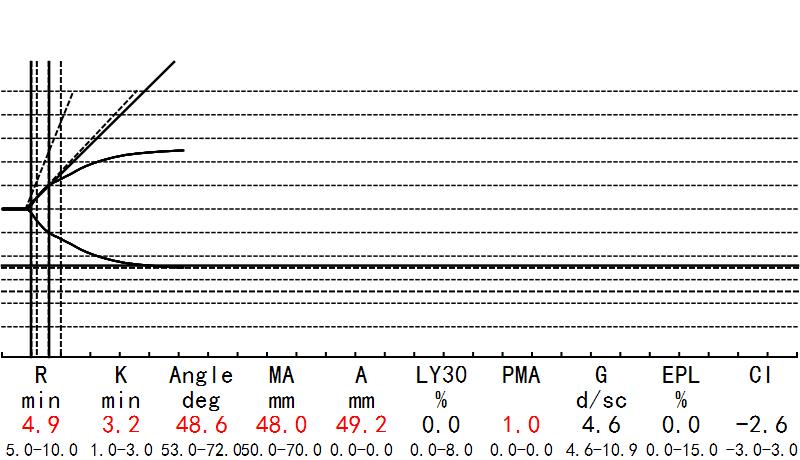 R K Angle MA A LY30 PMA G EPL CI
min min deg mm mm % d/sc %
4.9 3.2 48.6 48.0 49.2 0.0 1.0 4.6 0.0 -2.6
5.0-10.0 1.0-3.0 53.0-72.0 50.0-70.0 0.0-0.0 0.0-8.0 0.0-0.0 4.6-10.9 0.0-15.0 -3.0-3.0